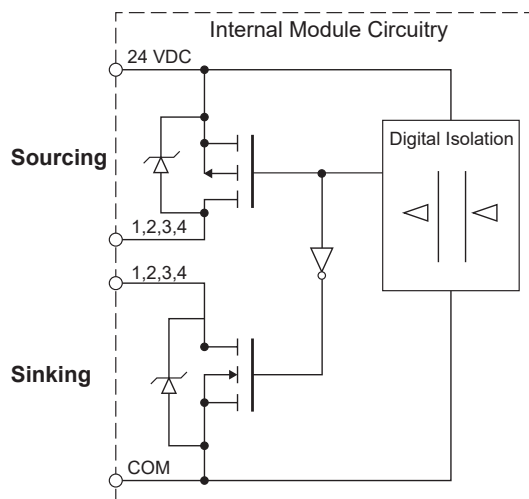 Internal Module Circuitry
24 VDC
Digital Isolation
Sourcing
1,2,3,4
1,2,3,4
Sinking
COM